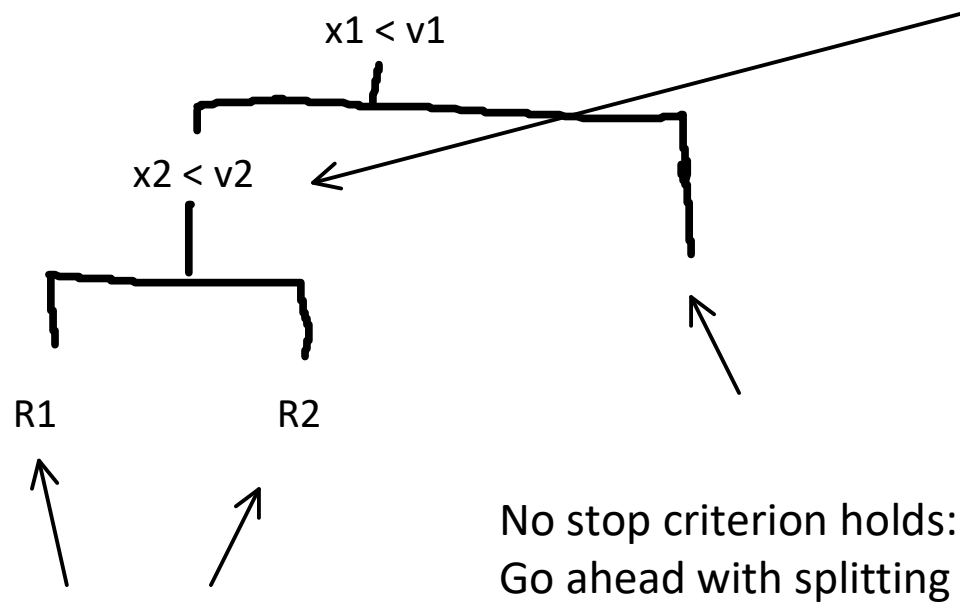 x1 < v1
x2 < v2
R1
R2
No stop criterion holds:
Go ahead with splitting